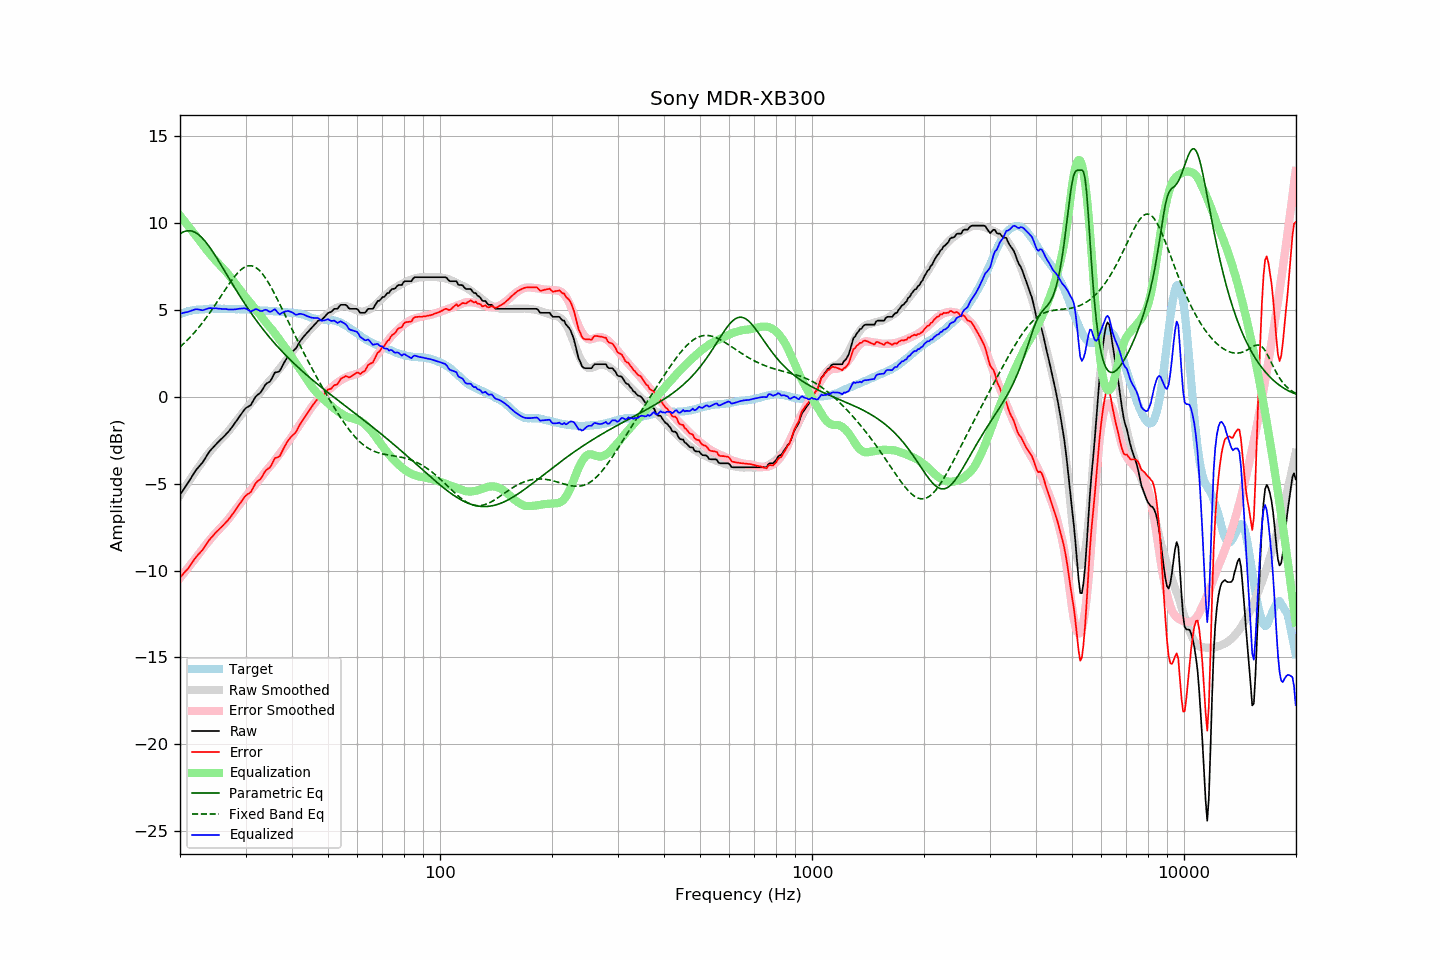 Sony MDR-XB300
15
10
5
0
−5
−10
−15
−20
−25
Amplitude (dBr)
Target
Raw Smoothed
Error Smoothed
Raw
Error
Equalization
Parametric Eq
Fixed Band Eq
Equalized
100 1000 10000
Frequency (Hz)